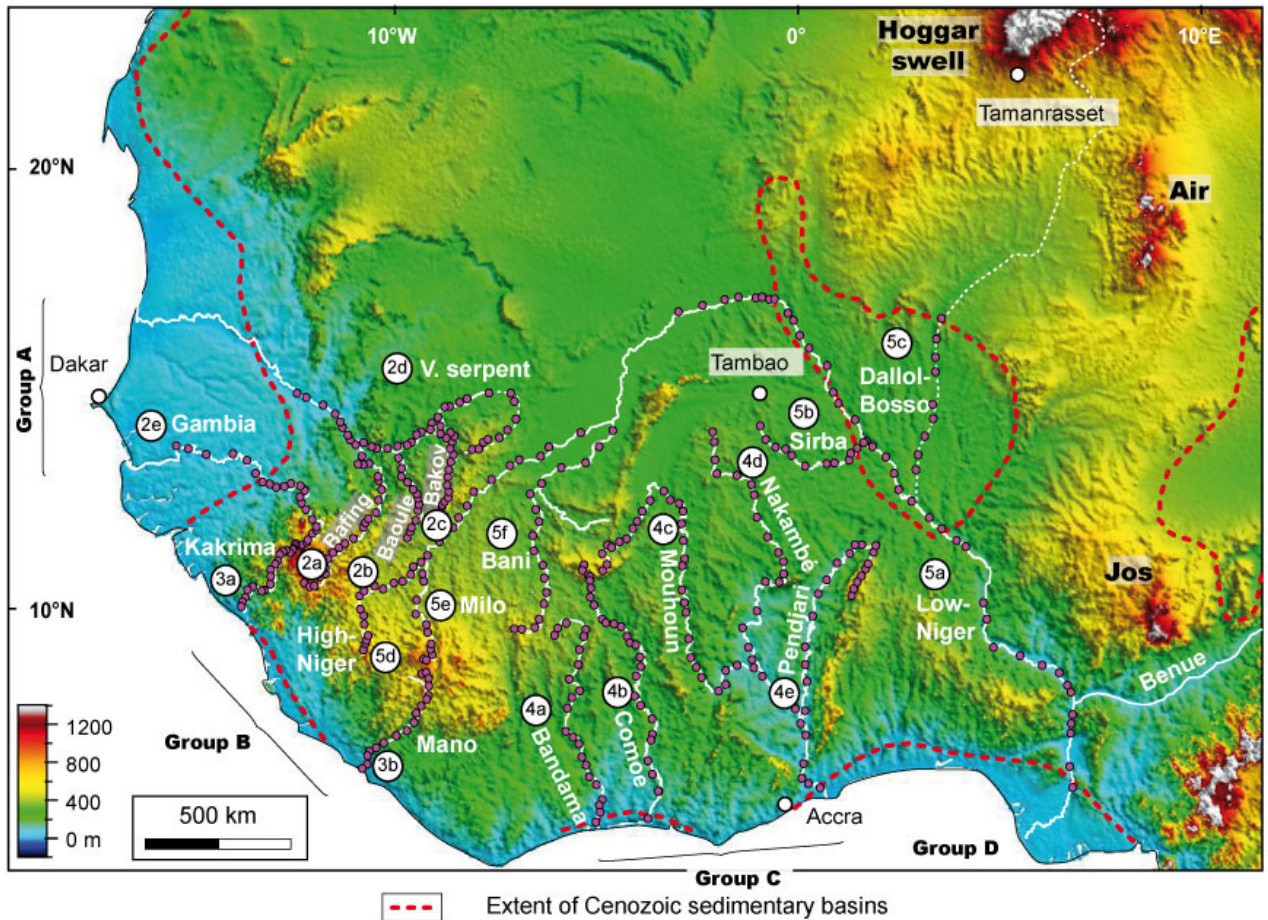 10°W
0°
10°E
Hoggar
swell
Tamanrasset
20°N
Air
Group A
Dakar
2d
V. serpent
Tambao
5c
Dallol-
Bosso
2e
Gambia
5b
Sirba
4d
Nakambé
Bafing
Baoule
Bakoy
2c
5f
Bani
4c
Mouhoun
Kakrima
3a
2a
2b
5a
Low-
Niger
Jos
10°N
5e
Milo
High-
Niger
5d
Pendjari
4e
Benue
4a
Bandama
4b
Comoe
Group B
Mano
3b
1200
800
400
0 m
500 km
Accra
Group D
Group C
Extent of Cenozoic sedimentary basins